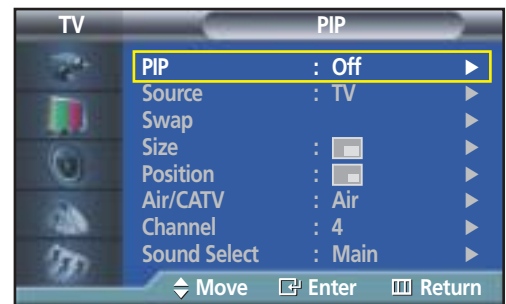 TV PIP
PIP : Off
Source : TV
Swap
Size :
Position :
Air/CATV : Air
Channel : 4
Sound Select : Main
Move Enter Return